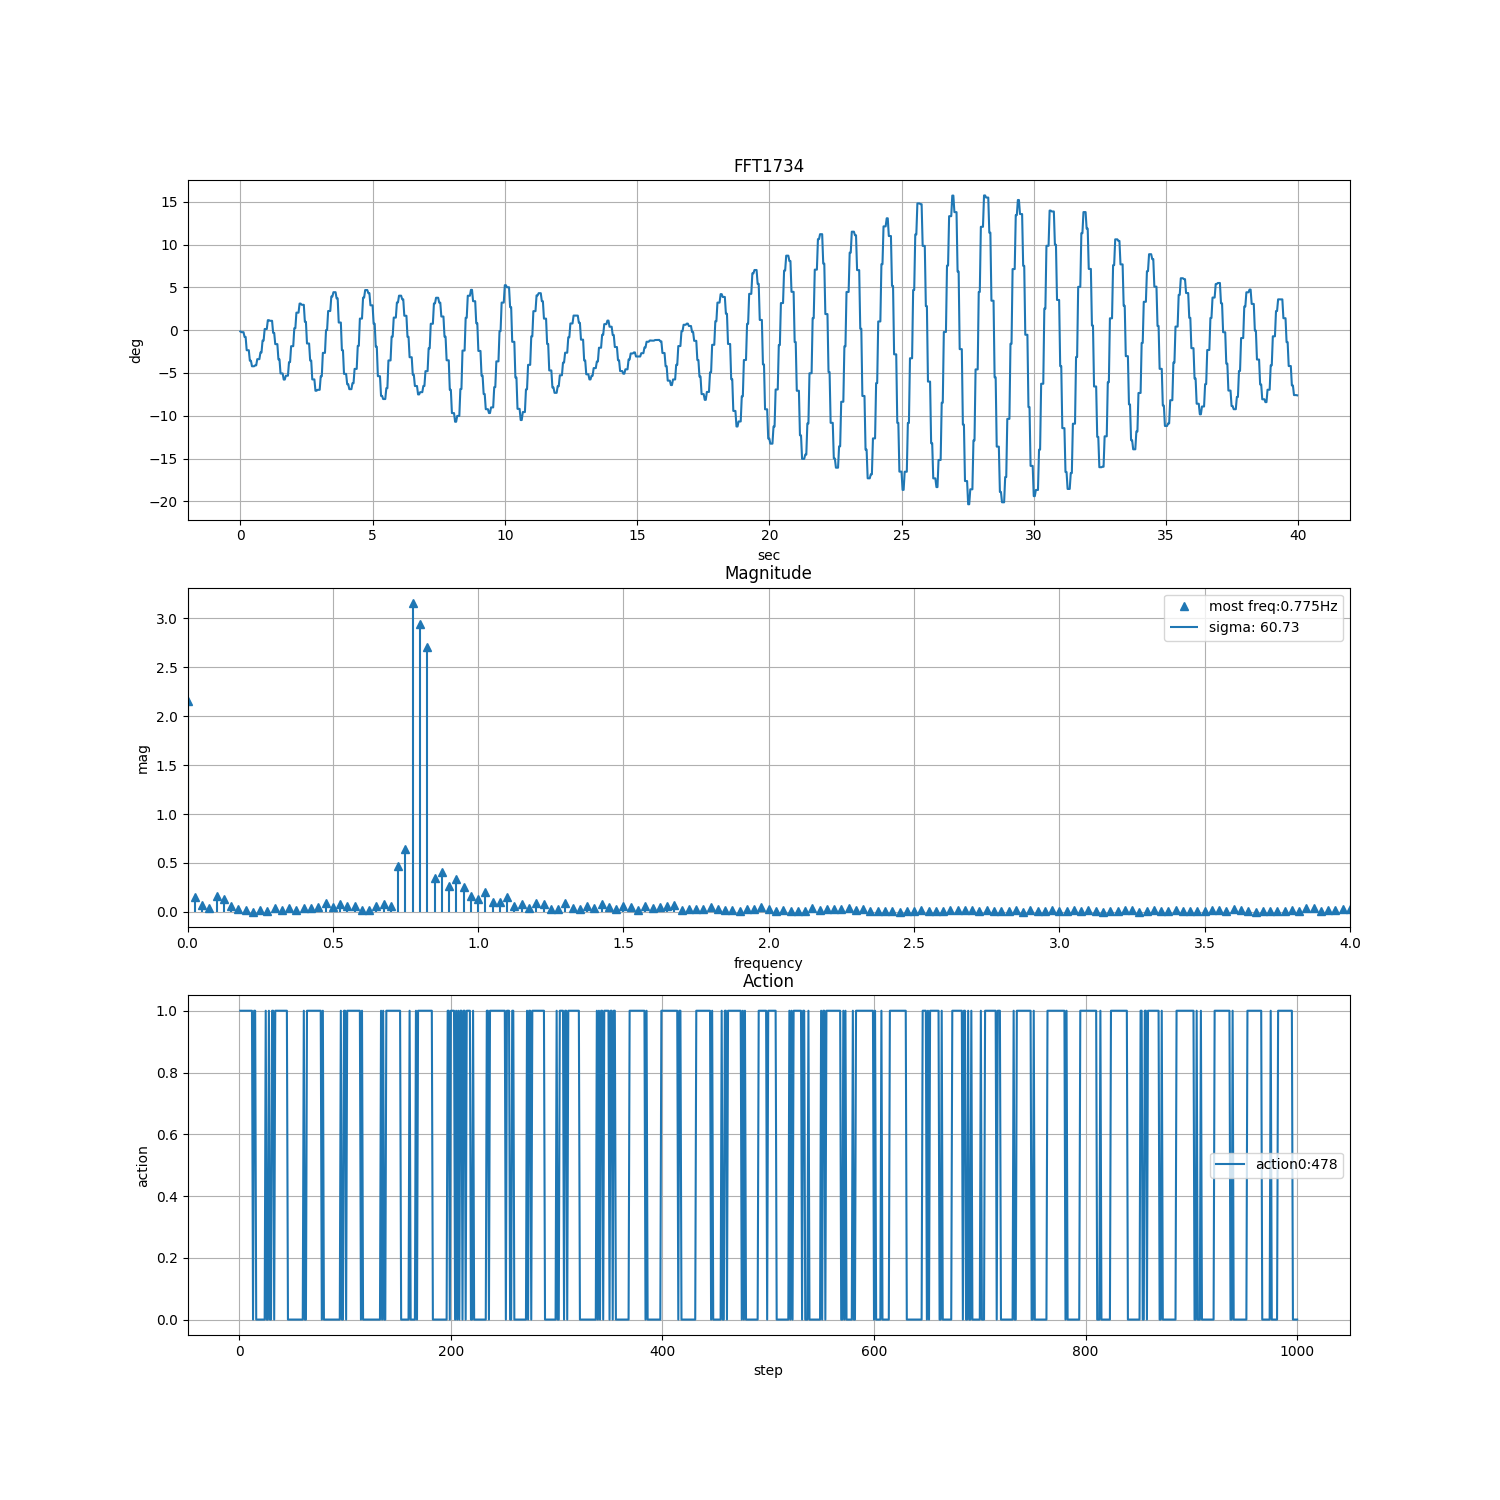 FFT1734
15
10
5
0
−5
−10
−15
−20
deg
0 5 10 15 20 25 30 35 40
sec
Magnitude
3.0
2.5
2.0
1.5
1.0
0.5
0.0
mag
most freq:0.775Hz
sigma: 60.73
0.0 0.5 1.0 1.5 2.0 2.5 3.0 3.5 4.0
frequency
Action
1.0
0.8
0.6
0.4
0.2
0.0
action
action0:478
0 200 400 600 800 1000
step